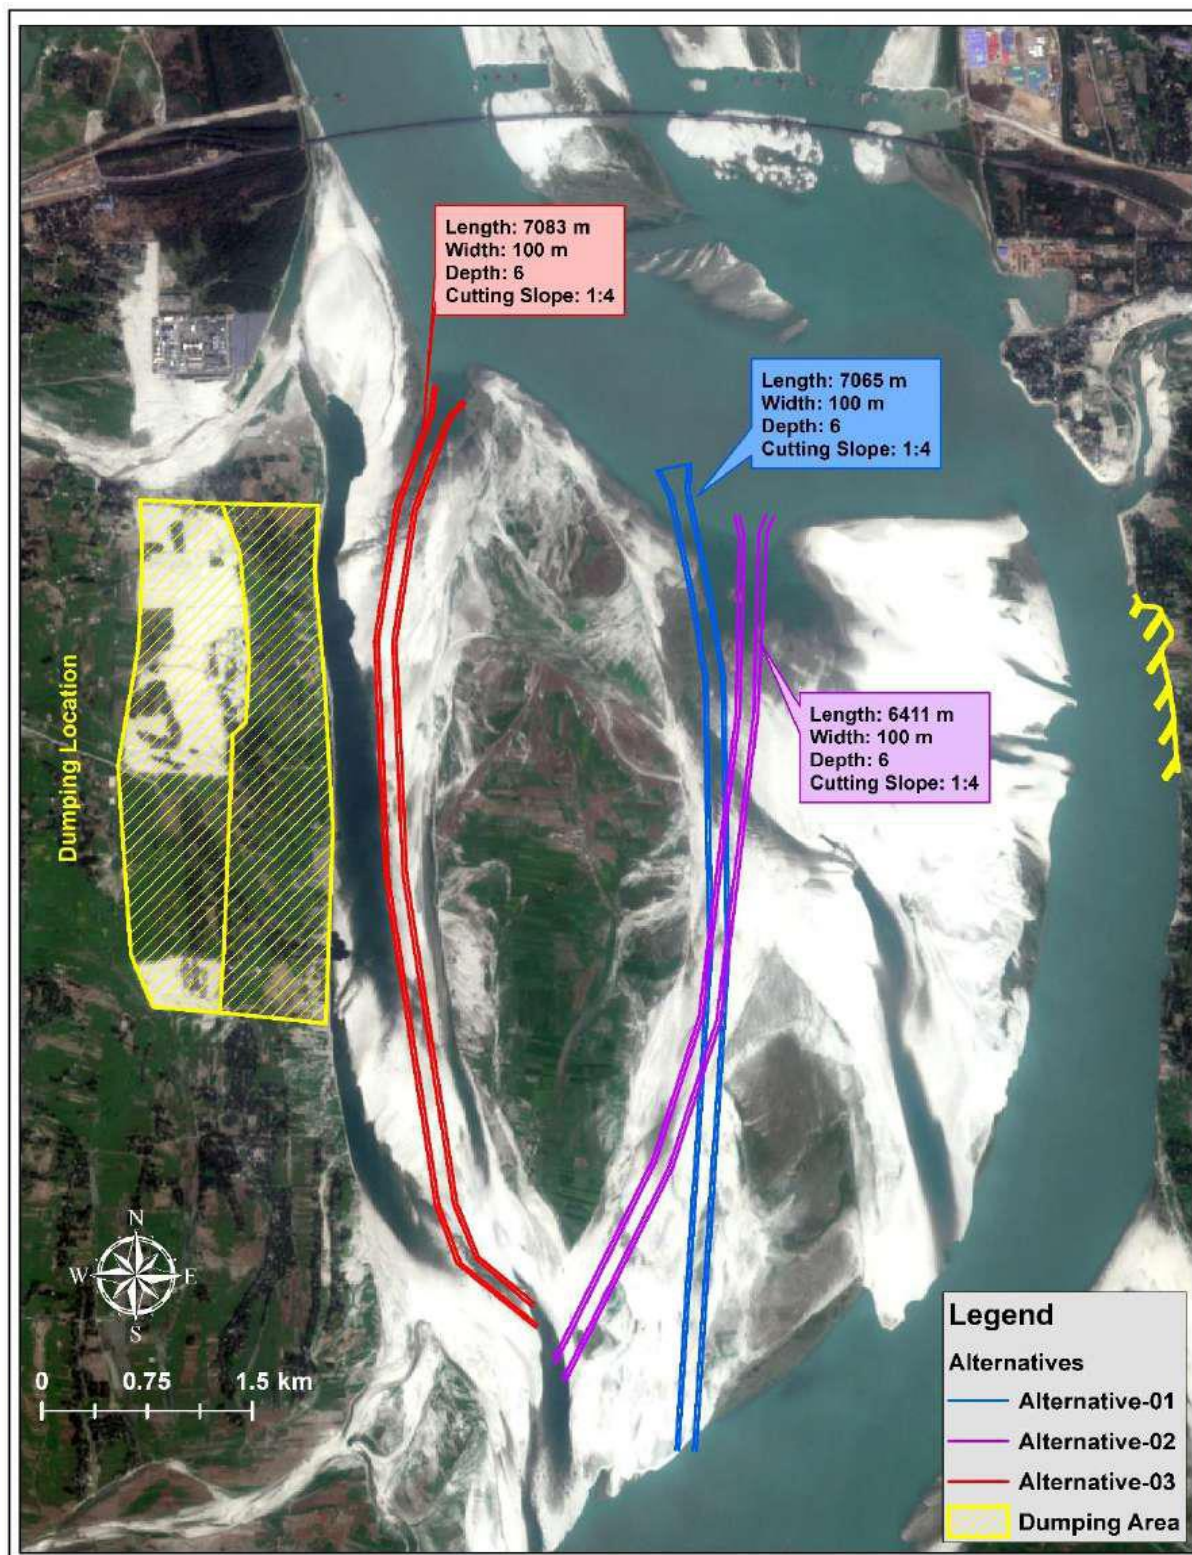 Length: 7083 m
Width: 100 m
Depth: 6
Cutting Slope: 1:4
Length: 7065 m
Width: 100 m
Depth: 6
Cutting Slope: 1:4
Dumping Location
Length: 6411 m
Width: 100 m
Depth: 6
Cutting Slope: 1:4
N
W E
S
0 0.75 1.5 km
Legend
Alternatives
Alternative-01
Alternative-02
Alternative-03
Dumping Area